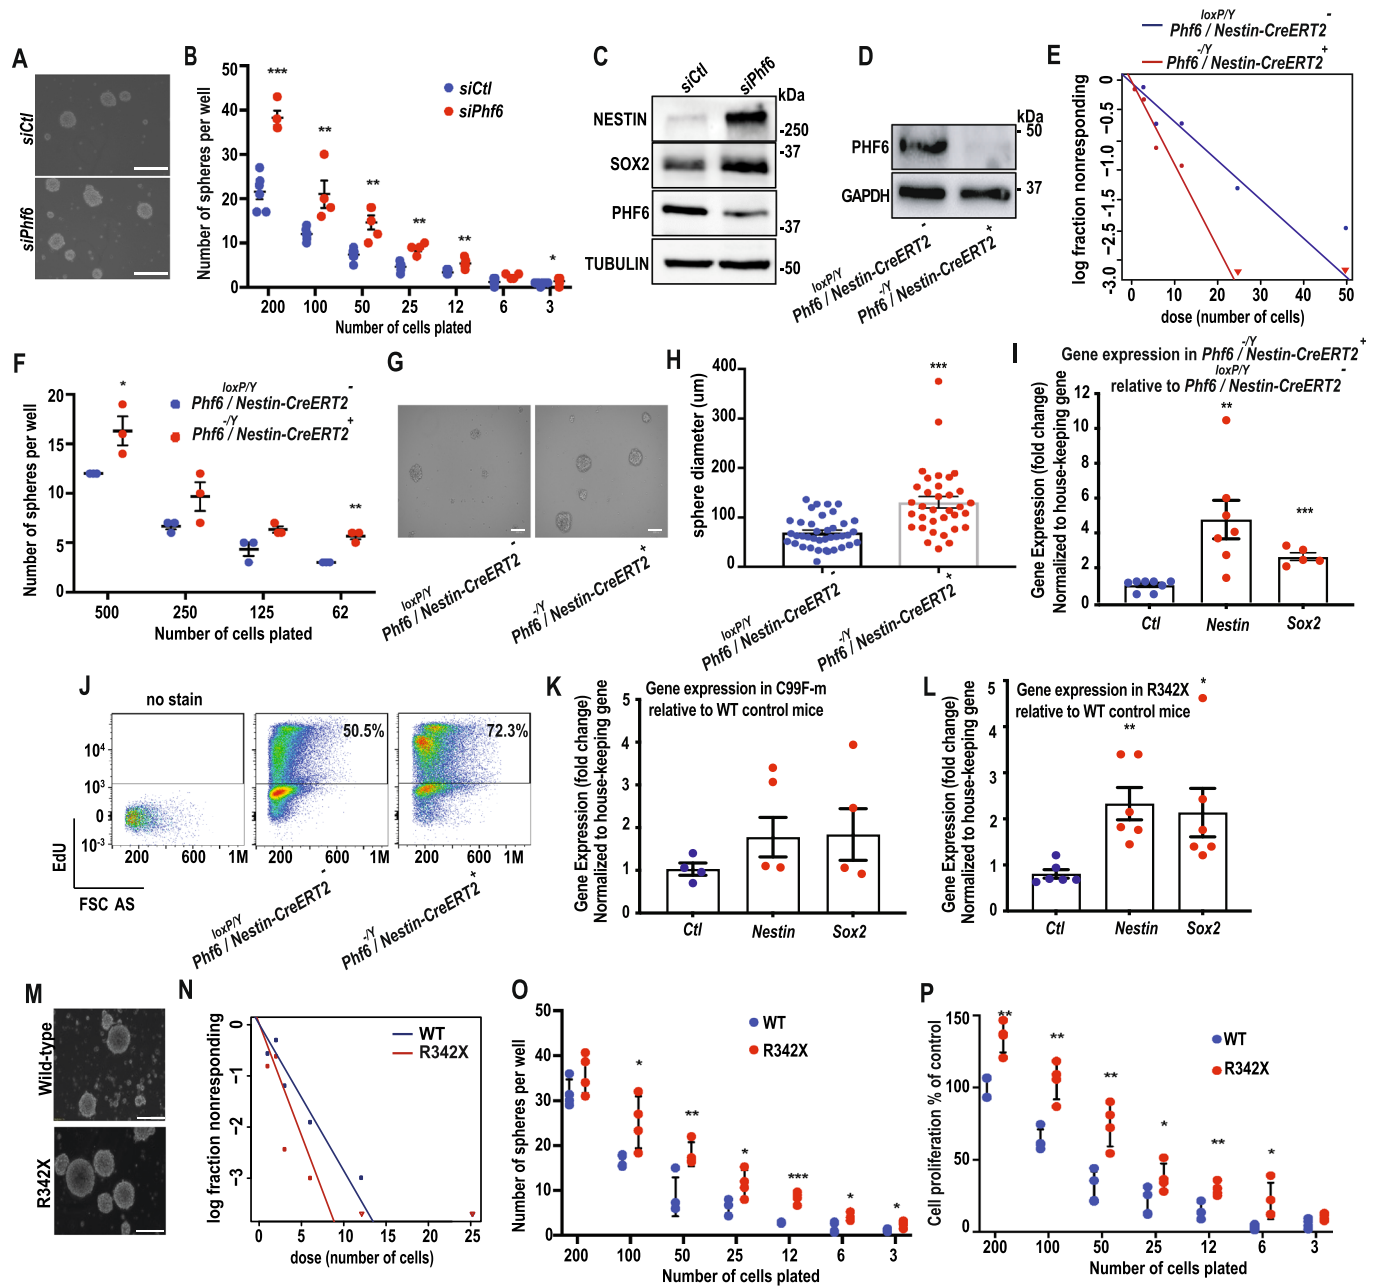 A
siCtl
siPhf6
B
Number of spheres per well
50
40
30
20
10
0
*** ** ** ** ** *
siCtl
siPhf6
200 100 50 25 12 6 3
Number of cells plated
C
siCtl siPhf6
kDa
NESTIN
-250
-37
SOX2
PHF6
-37
TUBULIN
-50
D
kDa
- 50
PHF6
GAPDH
- 37
Phf6 loxP/Y / Nestin-CreERT2 -
Phf6 -/Y / Nestin-CreERT2 +
E
Phf6 loxP/Y / Nestin-CreERT2 -
Phf6 -/Y / Nestin-CreERT2 +
log fraction nonresponding
0
-0.5
-1.0
-1.5
-2.5
-3.0
0 10 20 30 40 50
dose (number of cells)
F
Number of spheres per well
20
15
10
5
0
* **
Phf6 loxP/Y / Nestin-CreERT2 -
Phf6 -/Y / Nestin-CreERT2 +
500 250 125 62
Number of cells plated
G
Phf6 loxP/Y / Nestin-CreERT2 -
Phf6 -/Y / Nestin-CreERT2 +
H
sphere diameter (um)
400
300
200
100
0
***
Phf6 loxP/Y / Nestin-CreERT2 -
Phf6 -/Y / Nestin-CreERT2 +
I
Gene expression in Phf6 -/Y / Nestin-CreERT2 +
relative to Phf6 loxP/Y / Nestin-CreERT2 -
Gene Expression (fold change)
Normalized to house-keeping gene
12
10
8
6
4
2
0
** ***
Ctl Nestin Sox2
J
no stain
50.5%
72.3%
10^4
10^3
0
-10^3
EdU
FSC AS
200 600 1M
200 600 1M
200 600 1M
Phf6 loxP/Y / Nestin-CreERT2 -
Phf6 -/Y / Nestin-CreERT2 +
K
Gene expression in C99F-m
relative to WT control mice
Gene Expression (fold change)
Normalized to house-keeping gene
5
4
3
2
1
0
Ctl Nestin Sox2
L
Gene expression in R342X
relative to WT control mice
Gene Expression (fold change)
Normalized to house-keeping gene
5
4
3
2
1
0
** *
Ctl Nestin Sox2
M
Wild-type
R342X
N
log fraction nonresponding
0
-1
-2
-3
WT
R342X
0 5 10 15 20 25
dose (number of cells)
O
Number of spheres per well
50
40
30
20
10
0
WT
R342X
* ** * *** * *
200 100 50 25 12 6 3
Number of cells plated
P
Cell proliferation % of control
150
100
50
0
WT
R342X
** ** ** * ** *
200 100 50 25 12 6 3
Number of cells plated